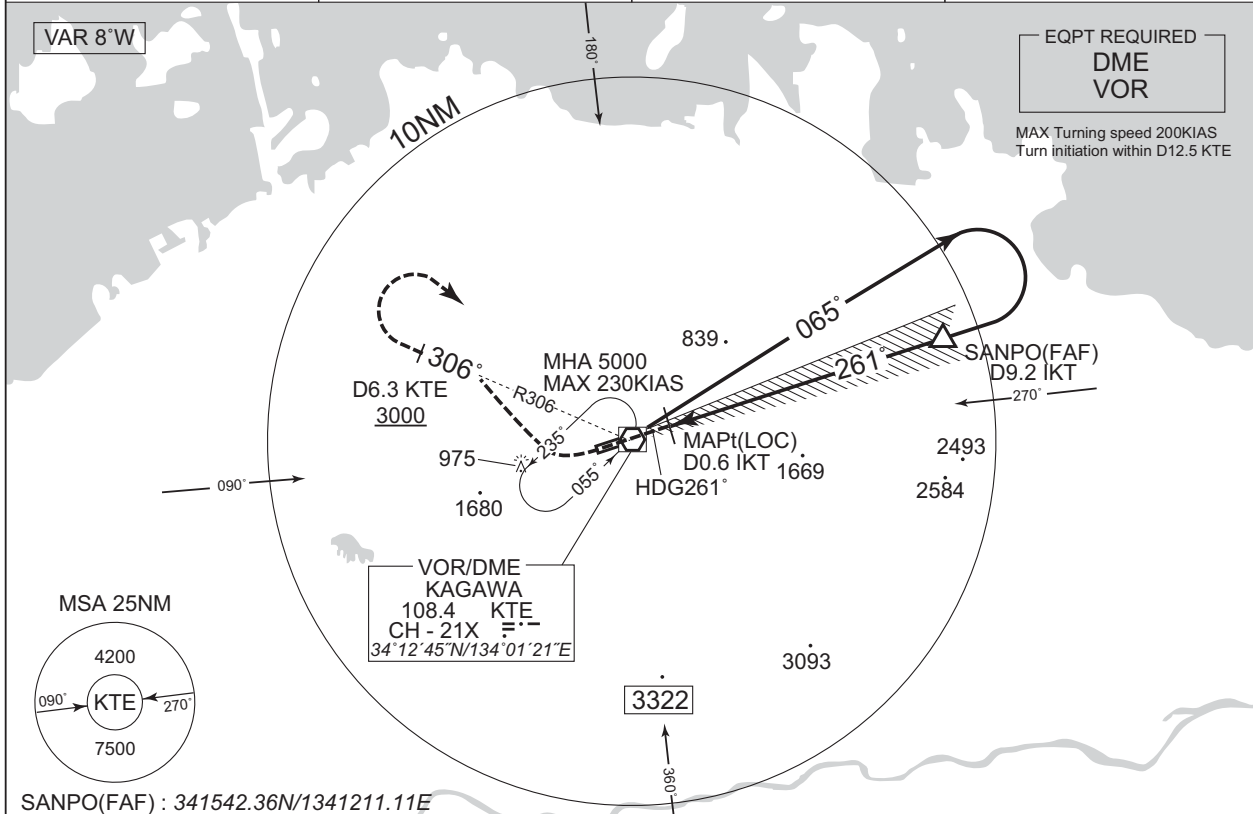 VAR 8˚W
180˚
EQPT REQUIRED
DME
VOR
MAX Turning speed 200KIAS
Turn initiation within D12.5 KTE
10NM
065˚
839
306˚
MHA 5000
MAX 230KIAS
D6.3 KTE
3000
R306
261˚
SANPO(FAF)
D9.2 IKT
270˚
235˚
055˚
MAPt(LOC)
D0.6 IKT
HDG261˚
975
1680
1669
2493
2584
090˚
VOR/DME
KAGAWA
108.4 KTE
CH - 21X
34˚12´45˝N/134˚01´21˝E
MSA 25NM
4200
090˚
KTE
270˚
7500
3093
3322
360˚
SANPO(FAF) : 341542.36N/1341211.11E